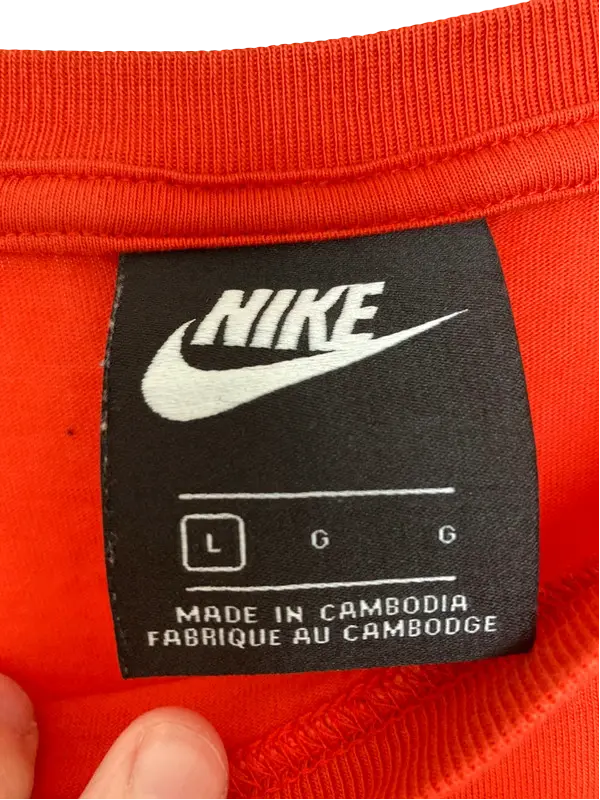 NIKE
L G G
MADE IN CAMBODIA
FABRIQUE AU CAMBODGE